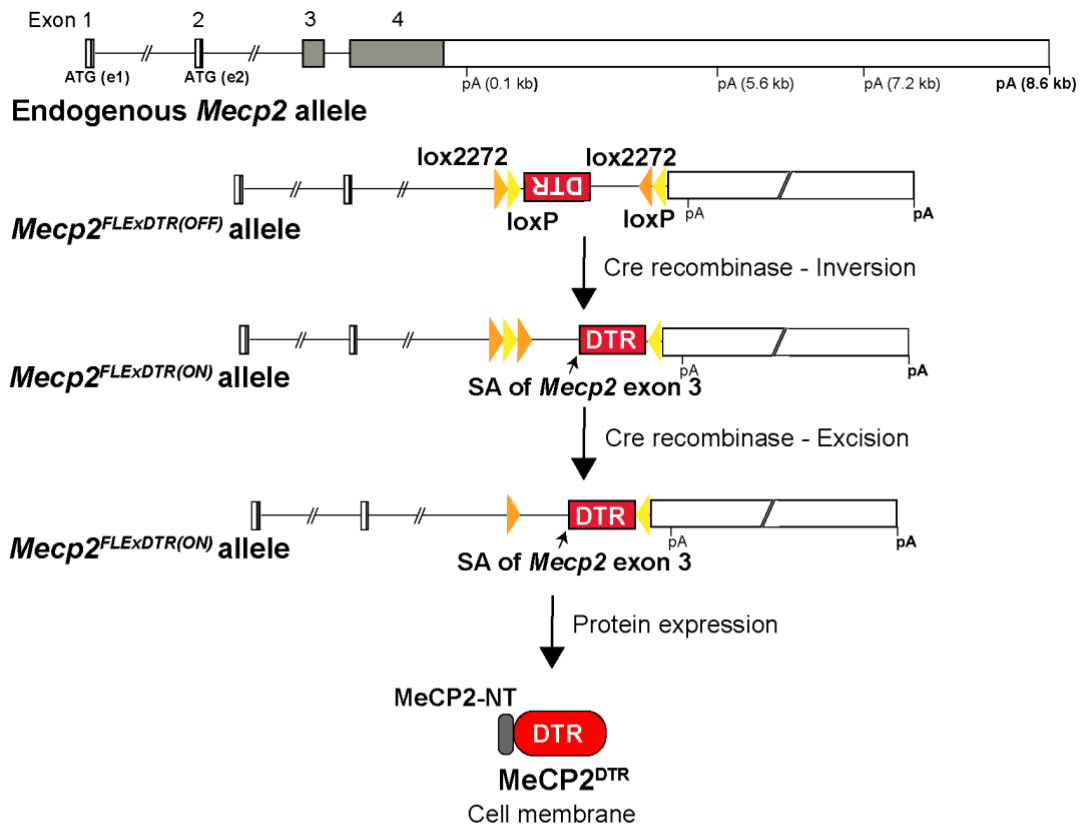 Exon 1 2 3 4
ATG (e1) ATG (e2) pA (0.1 kb) pA (5.6 kb) pA (7.2 kb) pA (8.6 kb)
Endogenous Mecp2 allele
lox2272 lox2272
DTR
loxP loxP pA pA
Mecp2FLExDTR(OFF) allele
Cre recombinase - Inversion
DTR
pA pA
Mecp2FLExDTR(ON) allele
SA of Mecp2 exon 3
Cre recombinase - Excision
DTR
pA pA
Mecp2FLExDTR(ON) allele
SA of Mecp2 exon 3
Protein expression
MeCP2-NT
DTR
MeCP2DTR
Cell membrane